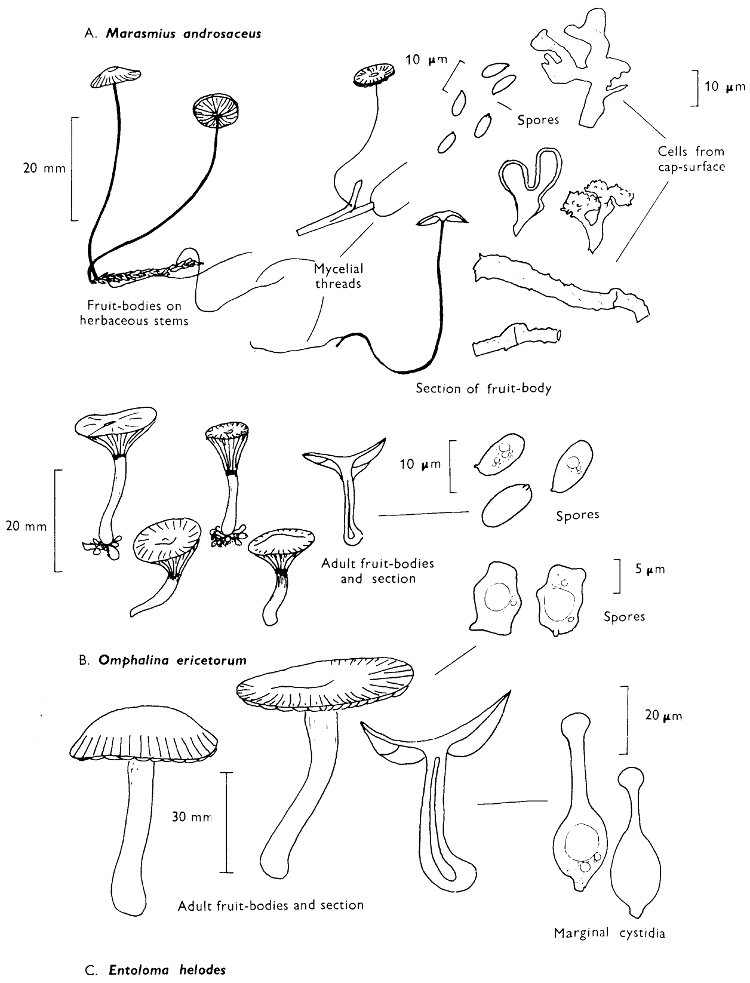 A. Marasmius androsaceus
10 μm
10 μm
Spores
20 mm
Cells from
cap-surface
Mycelial
threads
Fruit-bodies on
herbaceous stems
Section of fruit-body
10 μm
20 mm
Spores
Adult fruit-bodies
and section
5 μm
Spores
B. Omphalina ericetorum
20 μm
30 mm
Adult fruit-bodies and section
Marginal cystidia
C. Entoloma helodes